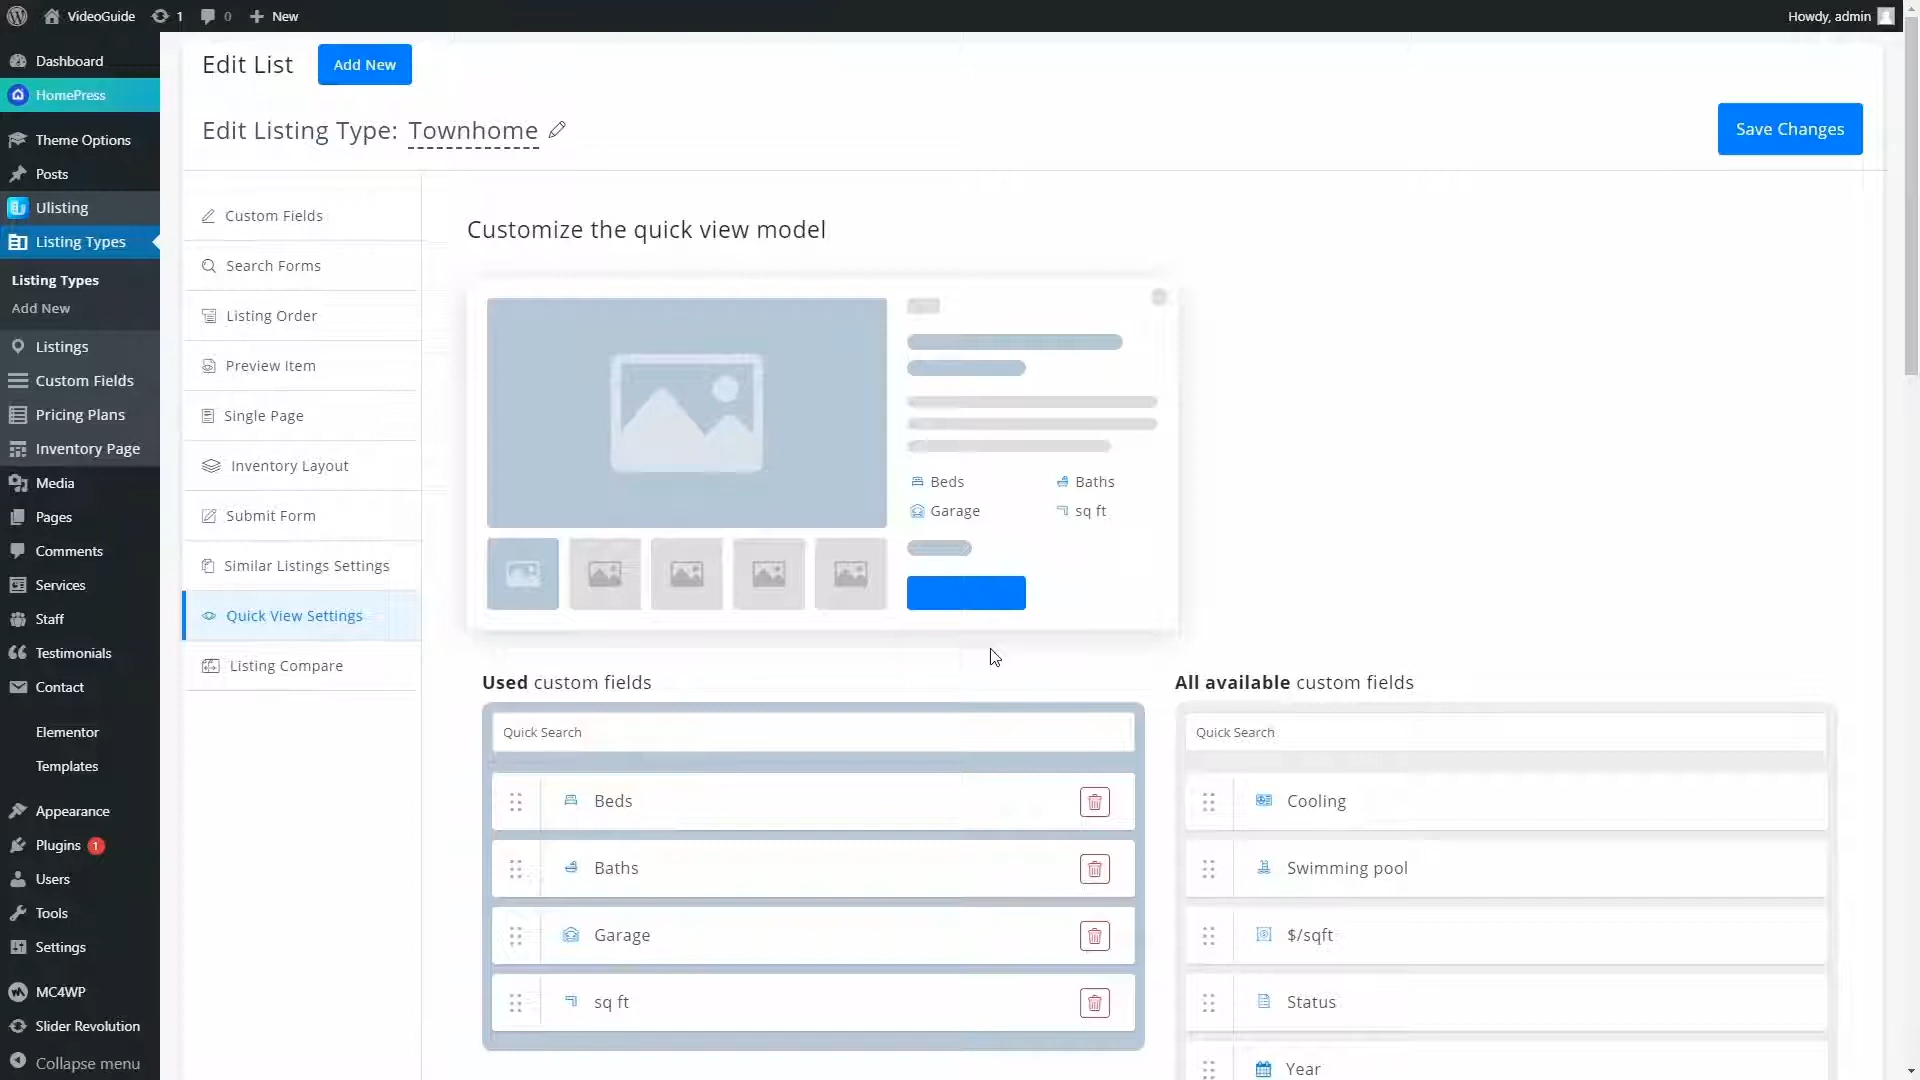 VideoGuide
1
0
New
Howdy, admin
Dashboard
HomePress
Theme Options
Posts
Ulisting
Listing Types
Listing Types
Add New
Listings
Custom Fields
Pricing Plans
Inventory Page
Media
Pages
Comments
Services
Staff
Testimonials
Contact
Elementor
Templates
Appearance
Plugins 1
Users
Tools
Settings
MC4WP
Slider Revolution
Collapse menu
Edit List
Add New
Edit Listing Type: Townhome
Save Changes
Custom Fields
Search Forms
Listing Order
Preview Item
Single Page
Inventory Layout
Submit Form
Similar Listings Settings
Quick View Settings
Listing Compare
Customize the quick view model
Beds
Baths
Garage
sq ft
Used custom fields
Quick Search
Beds
Baths
Garage
sq ft
All available custom fields
Quick Search
Cooling
Swimming pool
$/sqft
Status
Year